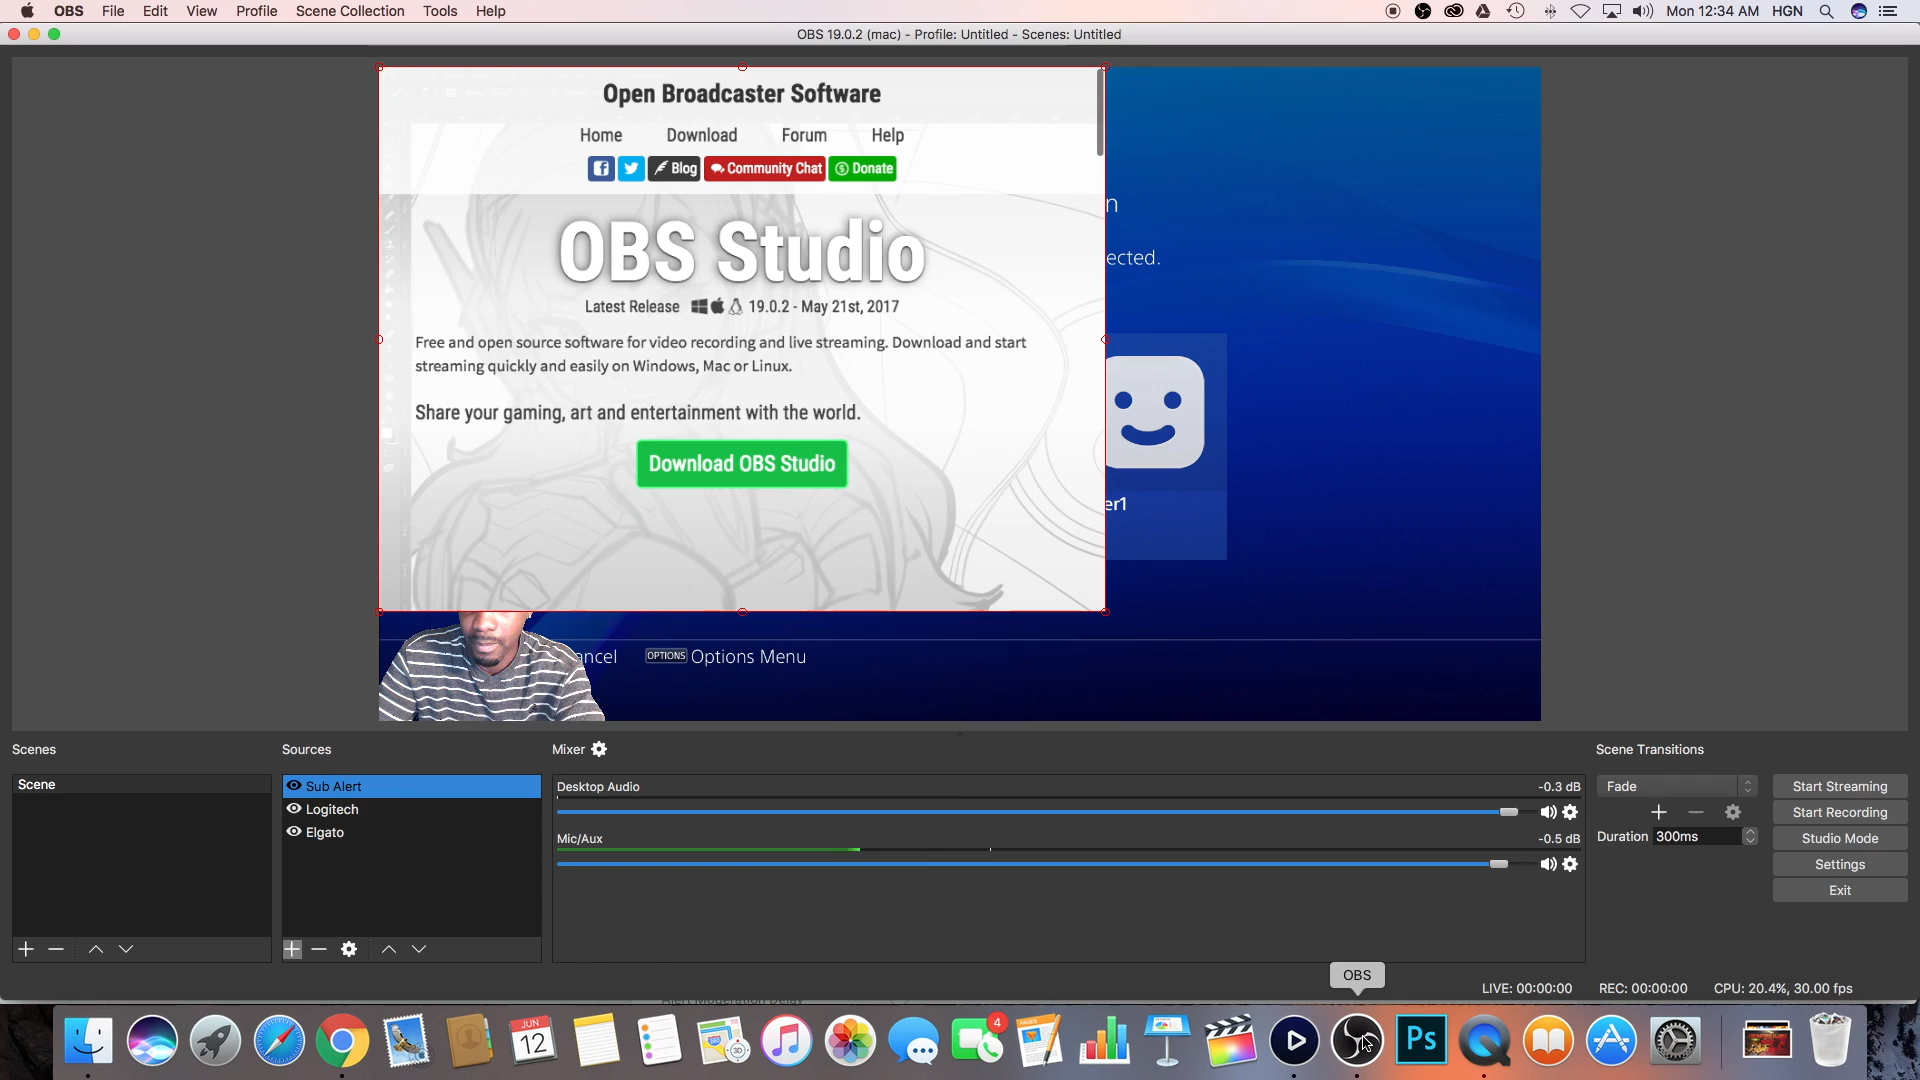 OBS File Edit View Profile Scene Collection Tools Help Mon 12:34 AM HGN
OBS 19.0.2 (mac) - Profile: Untitled - Scenes: Untitled
Open Broadcaster Software
Home Download Forum Help
Blog Community Chat Donate
OBS Studio
Latest Release 19.0.2 - May 21st, 2017
Free and open source software for video recording and live streaming. Download and start
streaming quickly and easily on Windows, Mac or Linux.
Share your gaming, art and entertainment with the world.
Download OBS Studio
n
ected.
er1
ancel OPTIONS Options Menu
Scenes Sources Mixer Scene Transitions
Scene
Sub Alert
Logitech
Elgato
Desktop Audio -0.3 dB
Mic/Aux -0.5 dB
Fade
Duration 300ms
Start Streaming
Start Recording
Studio Mode
Settings
Exit
OBS
LIVE: 00:00:00 REC: 00:00:00 CPU: 20.4%, 30.00 fps
Alert Moderation Delay
JUN
12
3D
4
PAGES
Ps